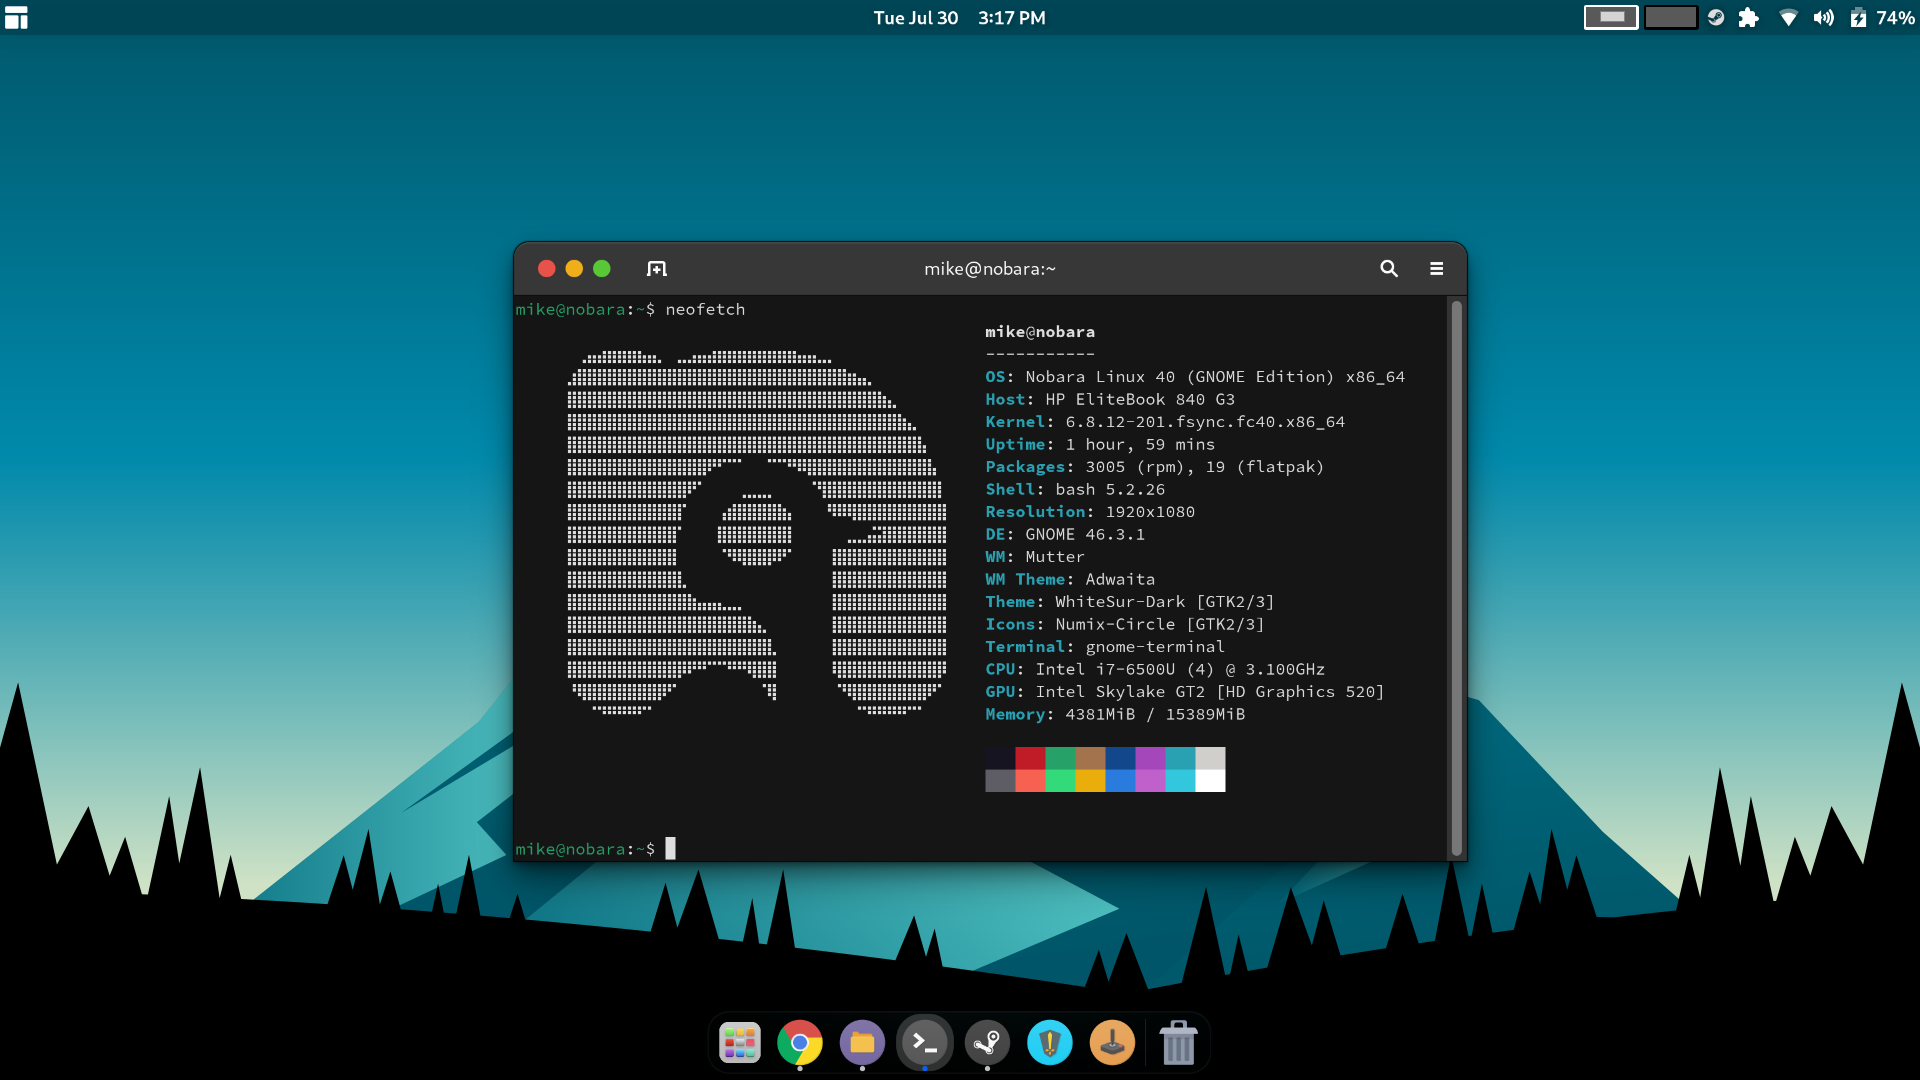 Tue Jul 30 3:17 PM
74%
mike@nobara:~
mike@nobara:~$ neofetch
mike@nobara
-----------
OS: Nobara Linux 40 (GNOME Edition) x86_64
Host: HP EliteBook 840 G3
Kernel: 6.8.12-201.fsync.fc40.x86_64
Uptime: 1 hour, 59 mins
Packages: 3005 (rpm), 19 (flatpak)
Shell: bash 5.2.26
Resolution: 1920x1080
DE: GNOME 46.3.1
WM: Mutter
WM Theme: Adwaita
Theme: WhiteSur-Dark [GTK2/3]
Icons: Numix-Circle [GTK2/3]
Terminal: gnome-terminal
CPU: Intel i7-6500U (4) @ 3.100GHz
GPU: Intel Skylake GT2 [HD Graphics 520]
Memory: 4381MiB / 15389MiB
mike@nobara:~$